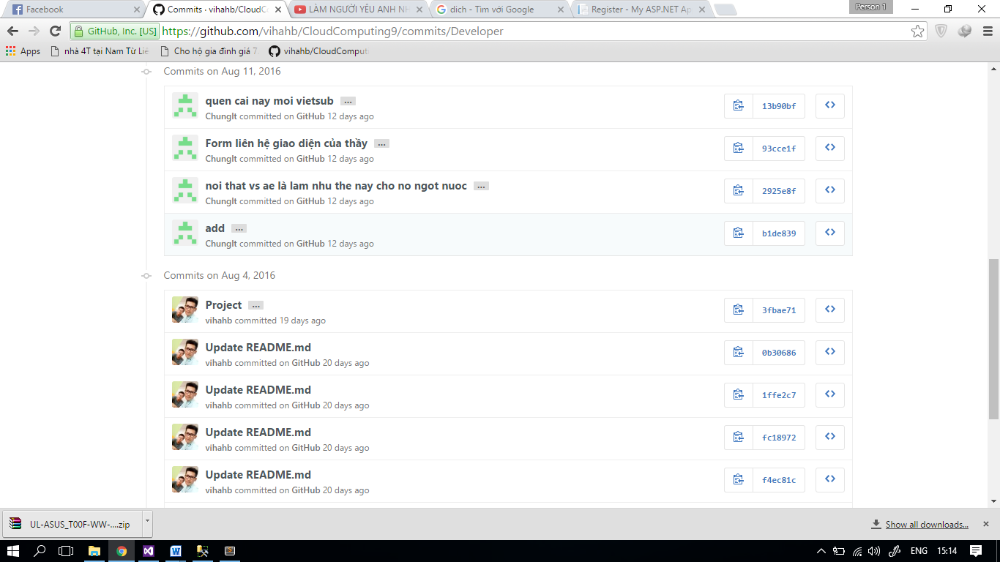 Facebook
Commits · vihahb/CloudC
LÀM NGƯỜI YÊU ANH NH
dich - Tìm với Google
Register - My ASP.NET Ap
Person 1
GitHub, Inc. [US]
https://github.com/vihahb/CloudComputing9/commits/Developer
Apps
nhà 4T tại Nam Từ Liê
Cho hộ gia đình giá 7.
vihahb/CloudComputi
Commits on Aug 11, 2016
quen cai nay moi vietsub …
ChungIt committed on GitHub 12 days ago
13b90bf
Form liên hệ giao diện của thầy …
ChungIt committed on GitHub 12 days ago
93cce1f
noi that vs ae là lam nhu the nay cho no ngot nuoc …
ChungIt committed on GitHub 12 days ago
2925e8f
add …
ChungIt committed on GitHub 12 days ago
b1de839
Commits on Aug 4, 2016
Project …
vihahb committed 19 days ago
3fbae71
Update README.md
vihahb committed on GitHub 20 days ago
0b30686
Update README.md
vihahb committed on GitHub 20 days ago
1ffe2c7
Update README.md
vihahb committed on GitHub 20 days ago
fc18972
Update README.md
vihahb committed on GitHub 20 days ago
f4ec81c
UL-ASUS_T00F-WW-....zip
Show all downloads...
ENG
15:14